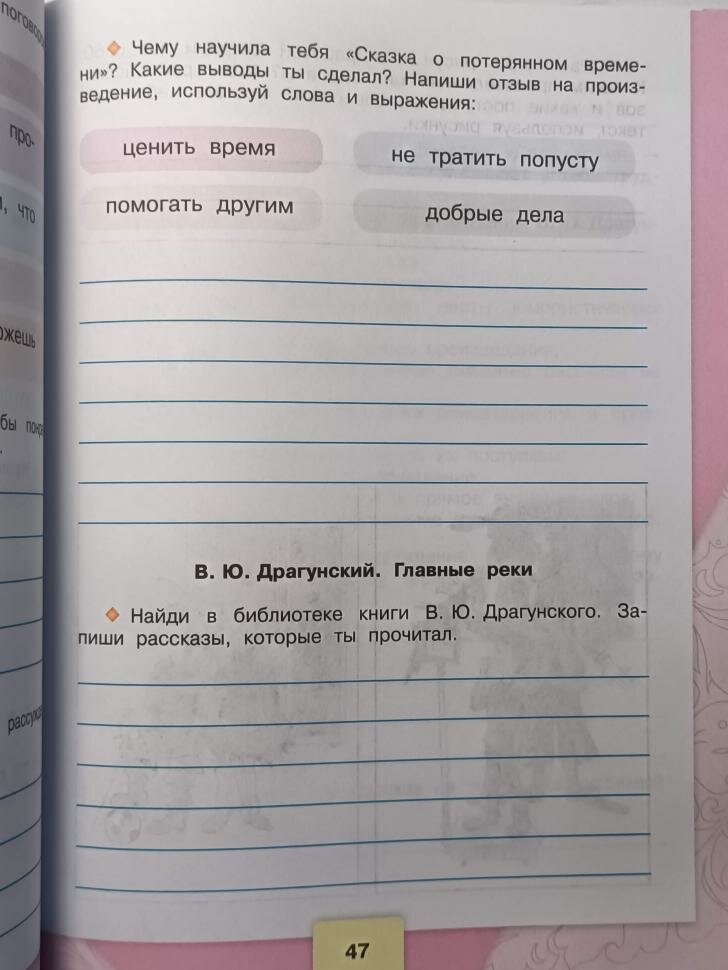 Чему научила тебя «Сказка о потерянном време-
ни»? Какие выводы ты сделал? Напиши отзыв на произ-
ведение, используй слова и выражения:
ценить время
не тратить попусту
помогать другим
добрые дела
В. Ю. Драгунский. Главные реки
Найди в библиотеке книги В. Ю. Драгунского. За-
пиши рассказы, которые ты прочитал.
47